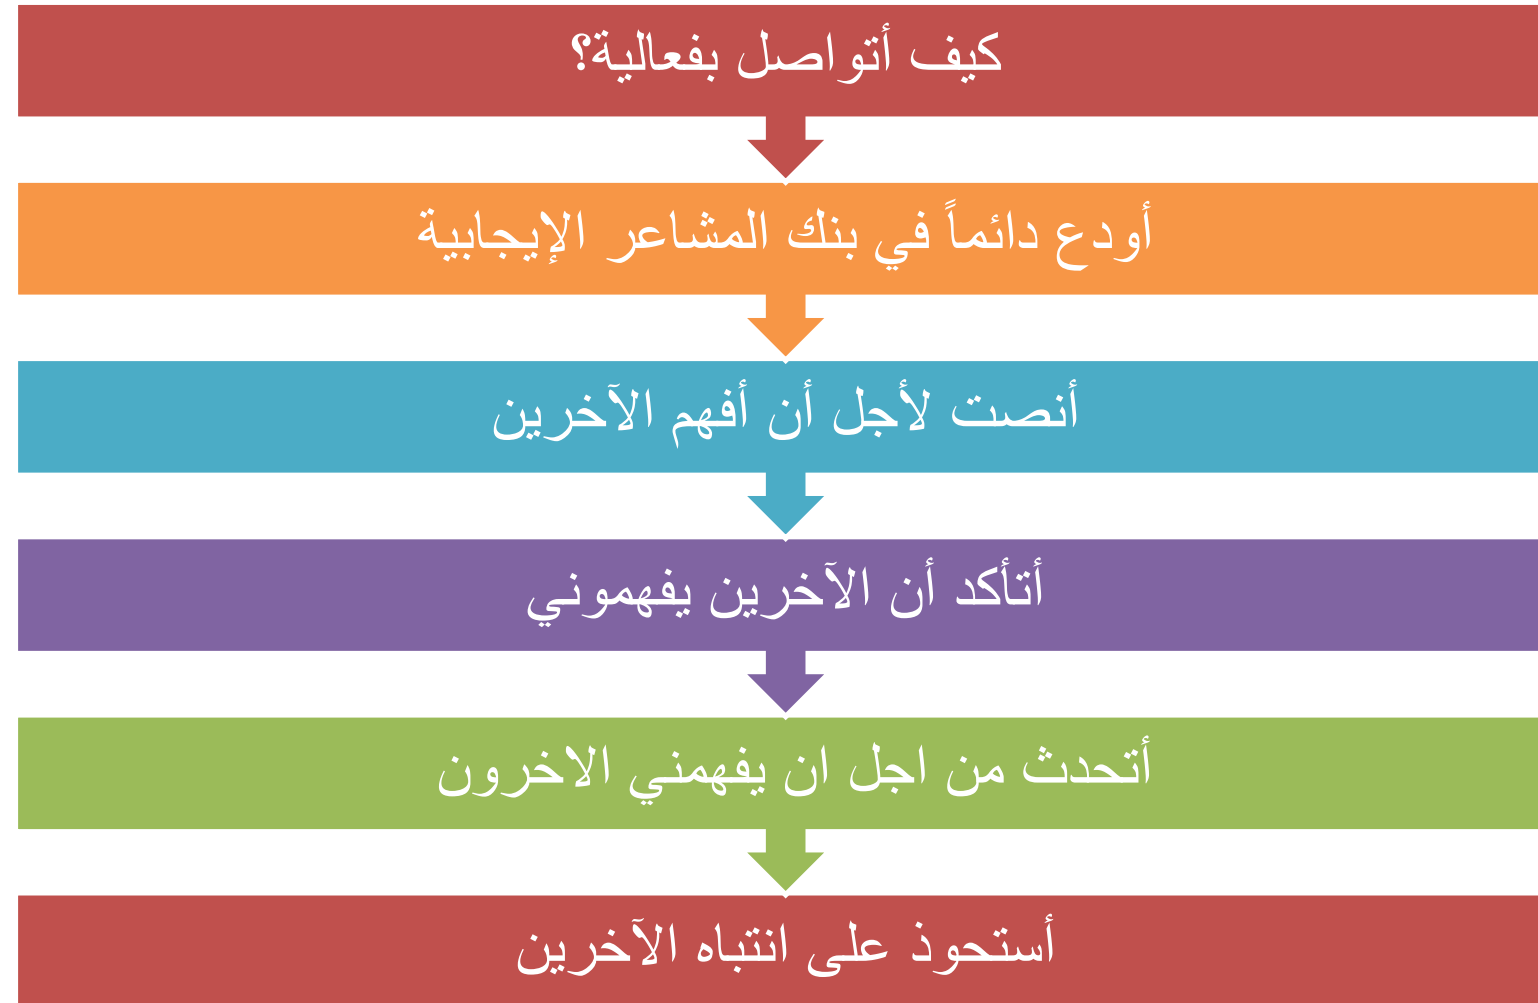 كيف أتواصل بفعالية؟
أودع دائماً في بنك المشاعر الإيجابية
أنصت لأجل أن أفهم الآخرين
أتأكد أن الآخرين يفهموني
أتحدث من اجل ان يفهمني الاخرون
أستحوذ على انتباه الآخرين